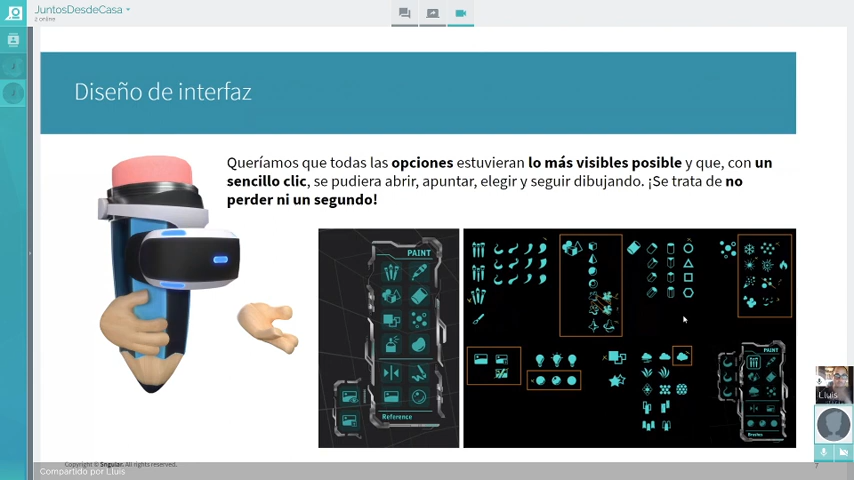 JuntosDesdeCasa
2 online
Diseño de interfaz
Queríamos que todas las opciones estuvieran lo más visibles posible y que, con un
sencillo clic, se pudiera abrir, apuntar, elegir y seguir dibujando. ¡Se trata de no
perder ni un segundo!
PAINT
Reference
PAINT
Brushes
Lluis
Copyright © Sngular. All rights reserved.
7
Compartido por Lluis